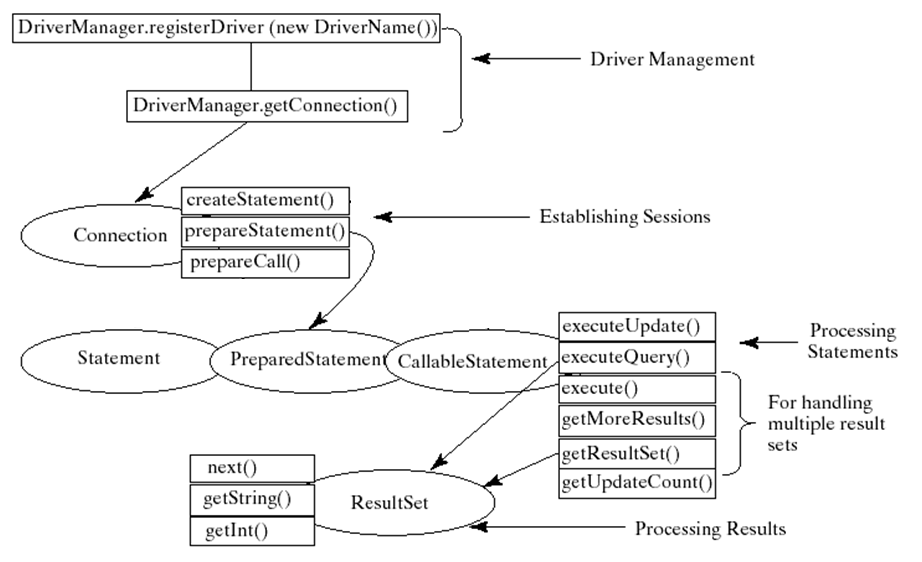 DriverManager.registerDriver (new DriverName())
Driver Management
DriverManager.getConnection()
createStatement()
Establishing Sessions
Connection
prepareStatement()
prepareCall()
executeUpdate()
Processing
Statements
Statement
PreparedStatement
CallableStatement
executeQuery()
execute()
For handling
multiple result
sets
getMoreResults()
getResultSet()
getUpdateCount()
next()
getString()
ResultSet
getInt()
Processing Results